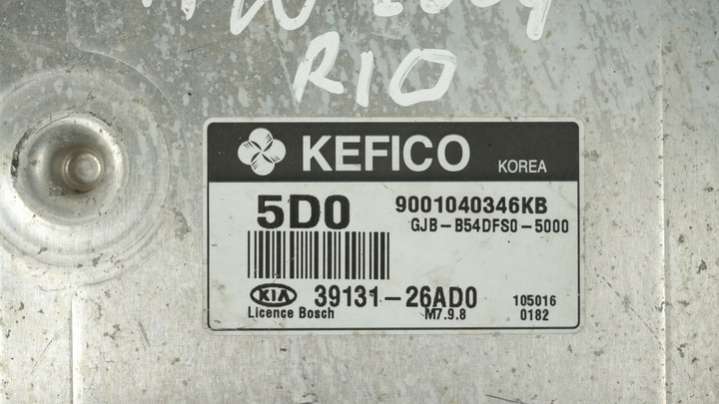 RIO
KEFICO KOREA
5D0 9001040346KB
GJB-B54DFS0-5000
KIA 39131-26AD0 105016
Licence Bosch M7.9.8 0182